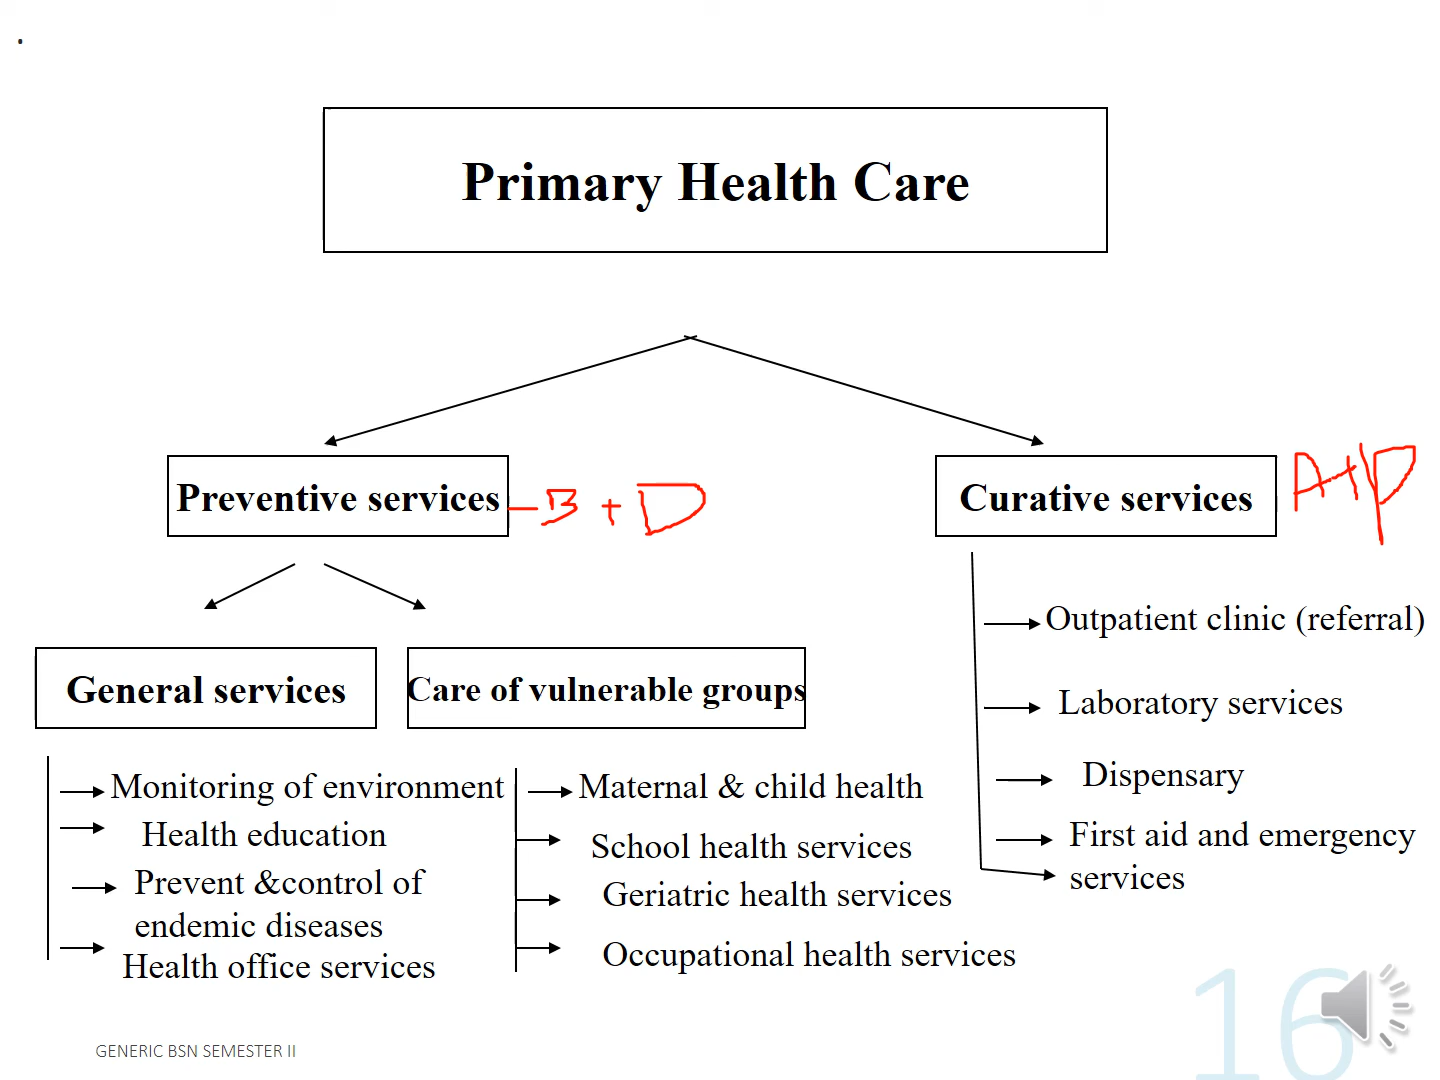 Primary Health Care
Preventive services
– B + D
Curative services
A+D
General services
Care of vulnerable groups
Monitoring of environment
Health education
Prevent &control of
endemic diseases
Health office services
Maternal & child health
School health services
Geriatric health services
Occupational health services
Outpatient clinic (referral)
Laboratory services
Dispensary
First aid and emergency
services
GENERIC BSN SEMESTER II
16